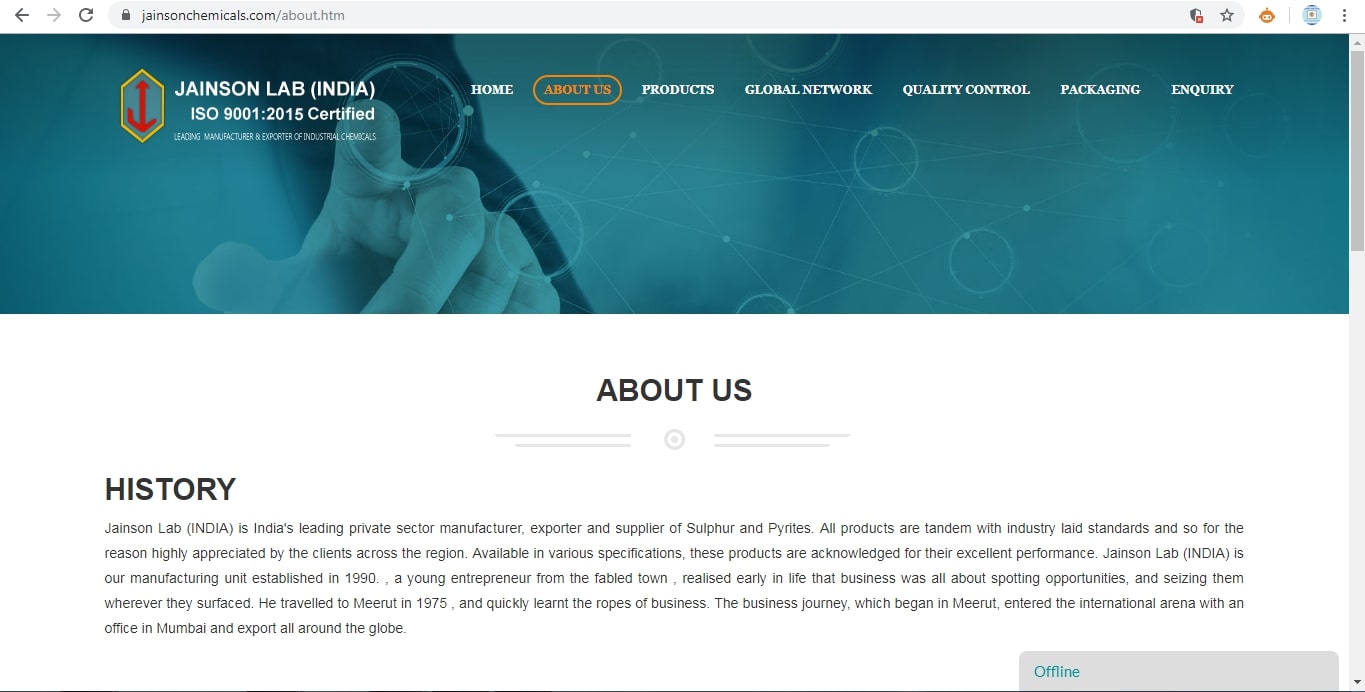 jainsonchemicals.com/about.htm
JAINSON LAB (INDIA)
ISO 9001:2015 Certified
LEADING MANUFACTURER & EXPORTER OF INDUSTRIAL CHEMICALS
HOME ABOUT US PRODUCTS GLOBAL NETWORK QUALITY CONTROL PACKAGING ENQUIRY
ABOUT US
HISTORY
Jainson Lab (INDIA) is India's leading private sector manufacturer, exporter and supplier of Sulphur and Pyrites. All products are tandem with industry laid standards and so for the
reason highly appreciated by the clients across the region. Available in various specifications, these products are acknowledged for their excellent performance. Jainson Lab (INDIA) is
our manufacturing unit established in 1990. , a young entrepreneur from the fabled town , realised early in life that business was all about spotting opportunities, and seizing them
wherever they surfaced. He travelled to Meerut in 1975 , and quickly learnt the ropes of business. The business journey, which began in Meerut, entered the international arena with an
office in Mumbai and export all around the globe.
Offline